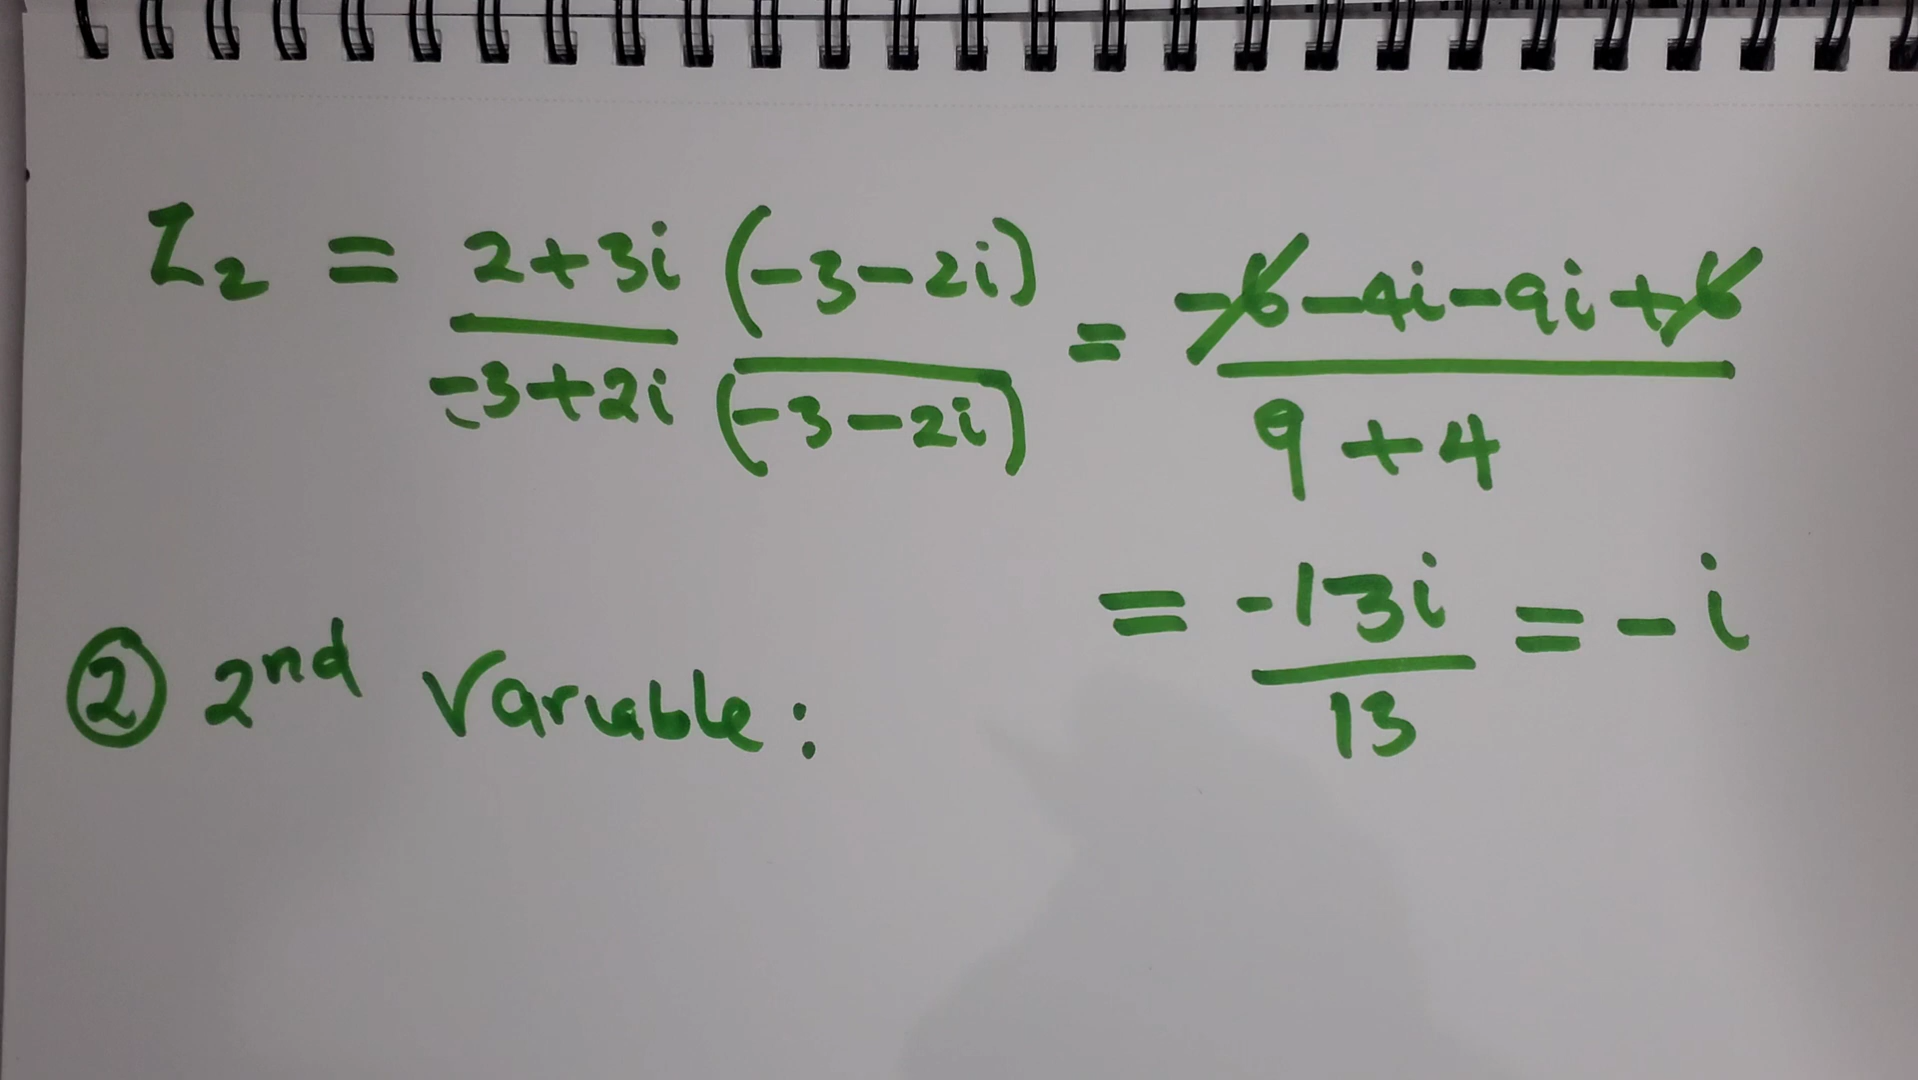 Z₂ = 2+3i/-3+2i (-3-2i)/(-3-2i) = -6-4i-9i+6/9+4
= -13i/13 = -i
② 2nd Variable: